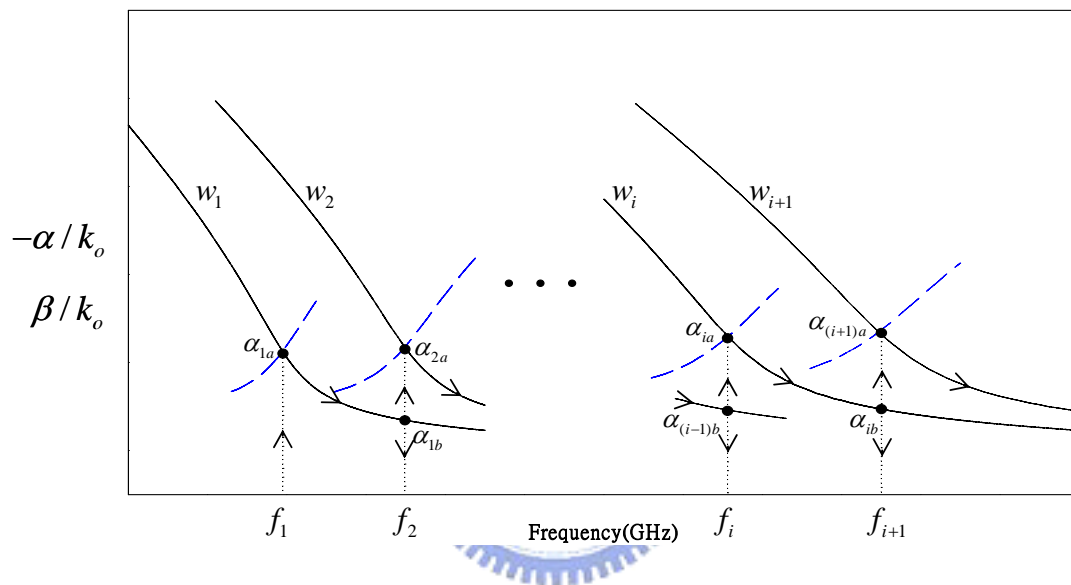 w₁
w₂
wᵢ
wᵢ₊₁
−α / kₒ
β / kₒ
• • •
α₁ₐ
α₂ₐ
αᵢₐ
α₍ᵢ₊₁₎ₐ
α₁b
α₍ᵢ₋₁₎b
αᵢb
f₁
f₂
Frequency(GHz)
fᵢ
fᵢ₊₁